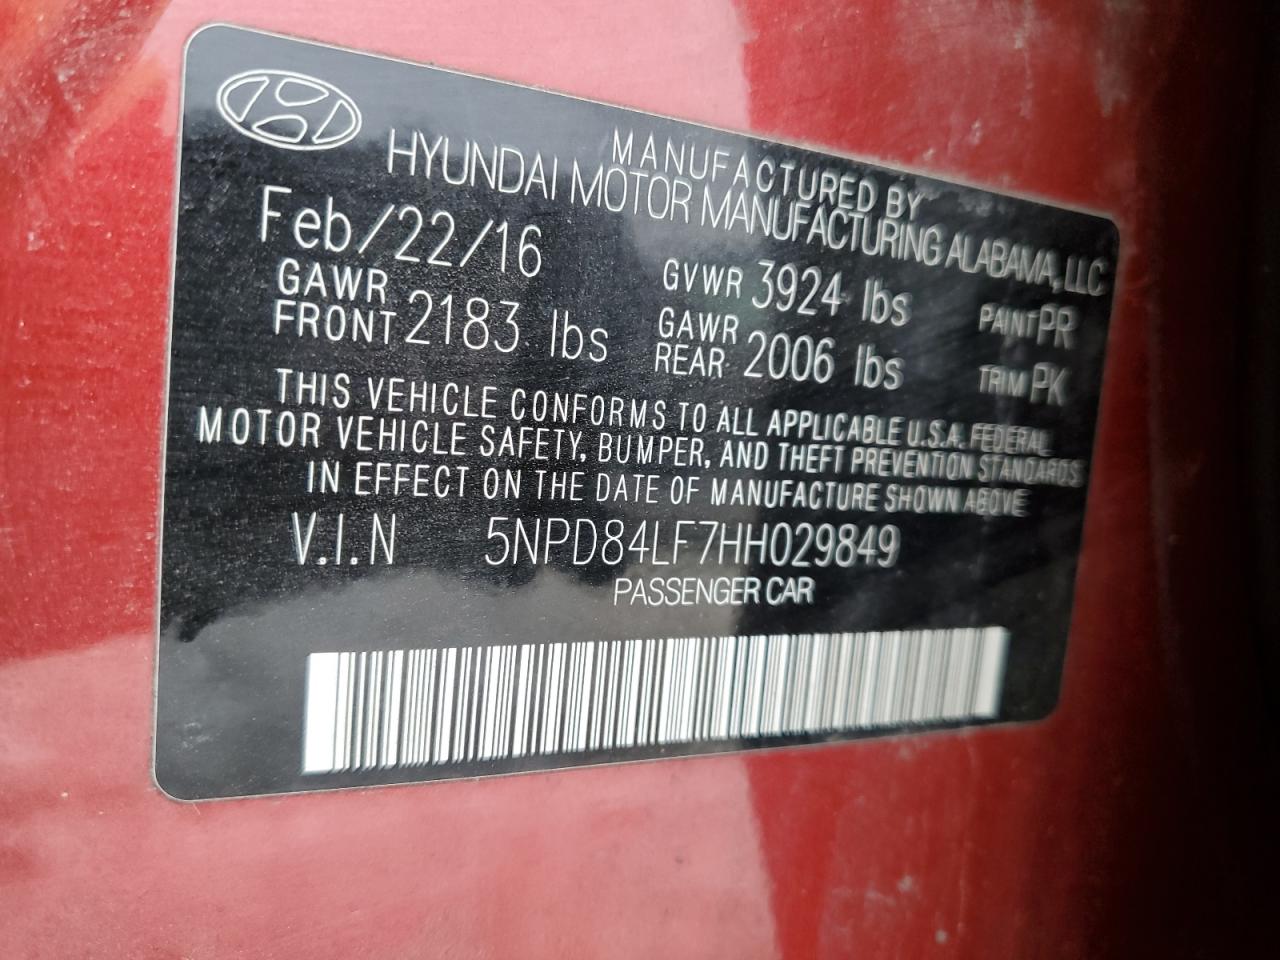 MANUFACTURED BY
HYUNDAI MOTOR MANUFACTURING ALABAMA, LLC
Feb/22/16 GVWR 3924 lbs PAINT PR
GAWR FRONT 2183 lbs GAWR REAR 2006 lbs TRIM PK
THIS VEHICLE CONFORMS TO ALL APPLICABLE U.S.A. FEDERAL
MOTOR VEHICLE SAFETY, BUMPER, AND THEFT PREVENTION STANDARDS
IN EFFECT ON THE DATE OF MANUFACTURE SHOWN ABOVE
V.I.N 5NPD84LF7HH029849
PASSENGER CAR